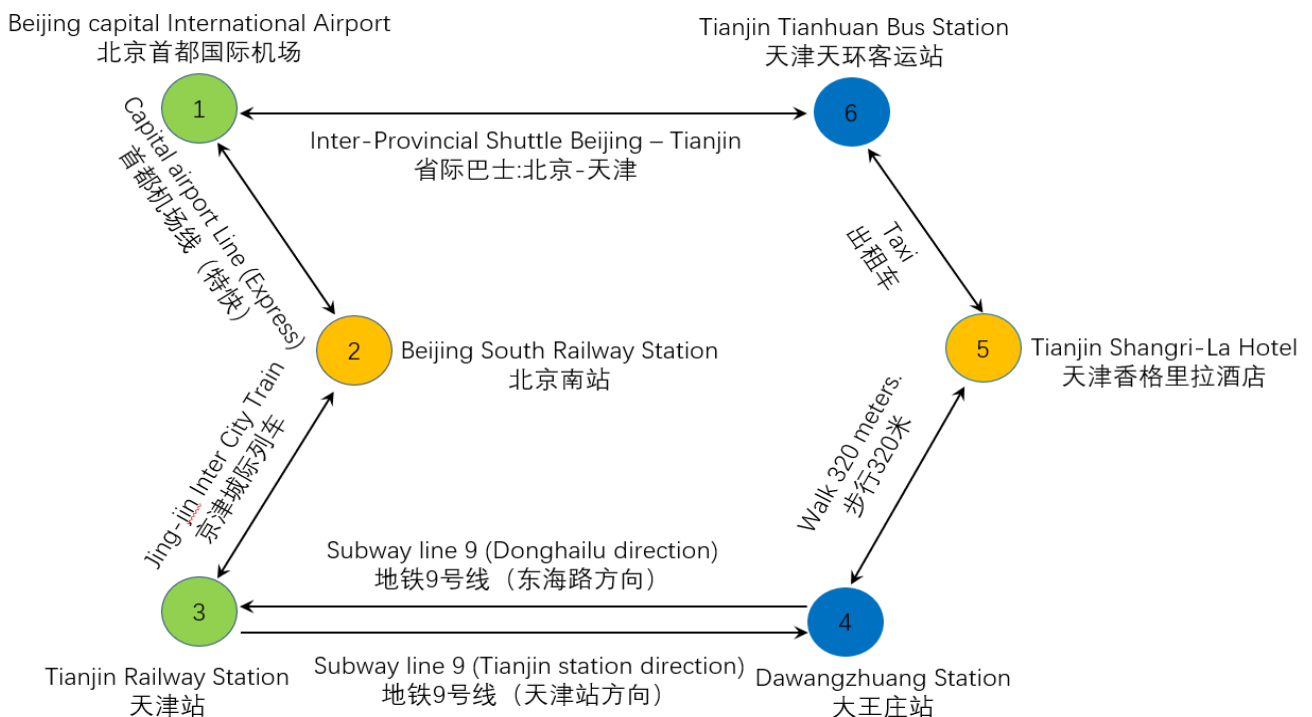 Beijing capital International Airport
北京首都国际机场
1
Tianjin Tianhuan Bus Station
天津天环客运站
6
Inter-Provincial Shuttle Beijing – Tianjin
省际巴士:北京-天津
Capital airport Line (Express)
首都机场线（特快）
Taxi
出租车
2
Beijing South Railway Station
北京南站
5
Tianjin Shangri-La Hotel
天津香格里拉酒店
Jing-jin Inter City Train
京津城际列车
Walk 320 meters.
步行320米
Subway line 9 (Donghailu direction)
地铁9号线（东海路方向）
3
4
Subway line 9 (Tianjin station direction)
地铁9号线（天津站方向）
Tianjin Railway Station
天津站
Dawangzhuang Station
大王庄站